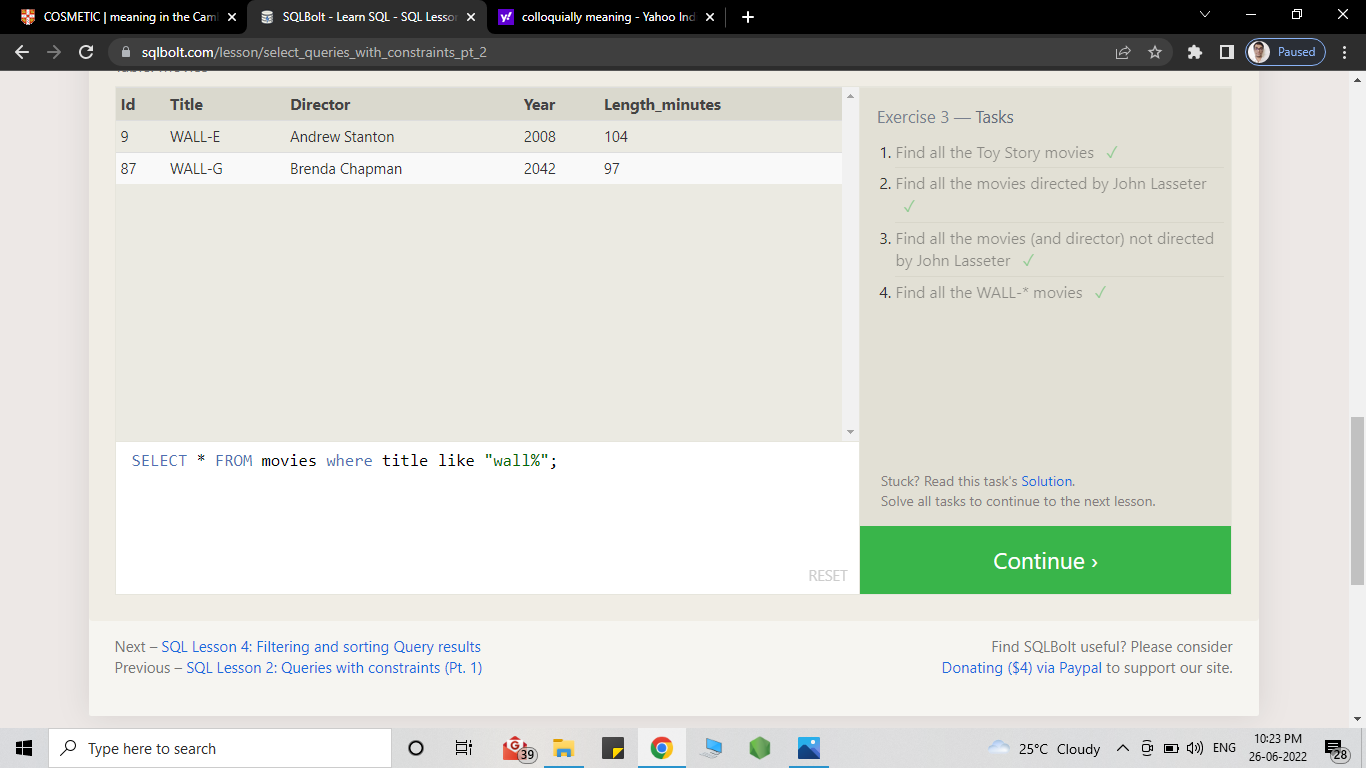 COSMETIC | meaning in the Cam
SQLBolt - Learn SQL - SQL Lesson
colloquially meaning - Yahoo Ind
sqlbolt.com/lesson/select_queries_with_constraints_pt_2
Paused
Id Title Director Year Length_minutes
9 WALL-E Andrew Stanton 2008 104
87 WALL-G Brenda Chapman 2042 97
Exercise 3 — Tasks
1. Find all the Toy Story movies ✓
2. Find all the movies directed by John Lasseter
✓
3. Find all the movies (and director) not directed
by John Lasseter ✓
4. Find all the WALL-* movies ✓
SELECT * FROM movies where title like "wall%";
RESET
Stuck? Read this task's Solution.
Solve all tasks to continue to the next lesson.
Continue ›
Next – SQL Lesson 4: Filtering and sorting Query results
Previous – SQL Lesson 2: Queries with constraints (Pt. 1)
Find SQLBolt useful? Please consider
Donating ($4) via Paypal to support our site.
Type here to search
39
25°C Cloudy
ENG
10:23 PM
26-06-2022
28